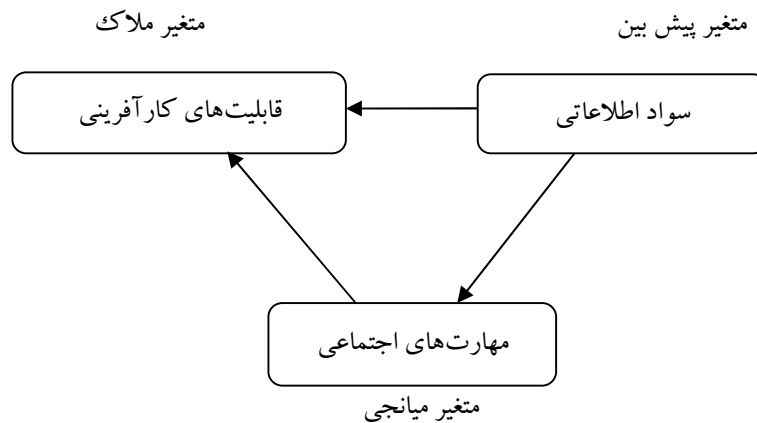 متغیر پیش بین
متغیر ملاک
سواد اطلاعاتی
قابلیت‌های کارآفرینی
مهارت‌های اجتماعی
متغیر میانجی